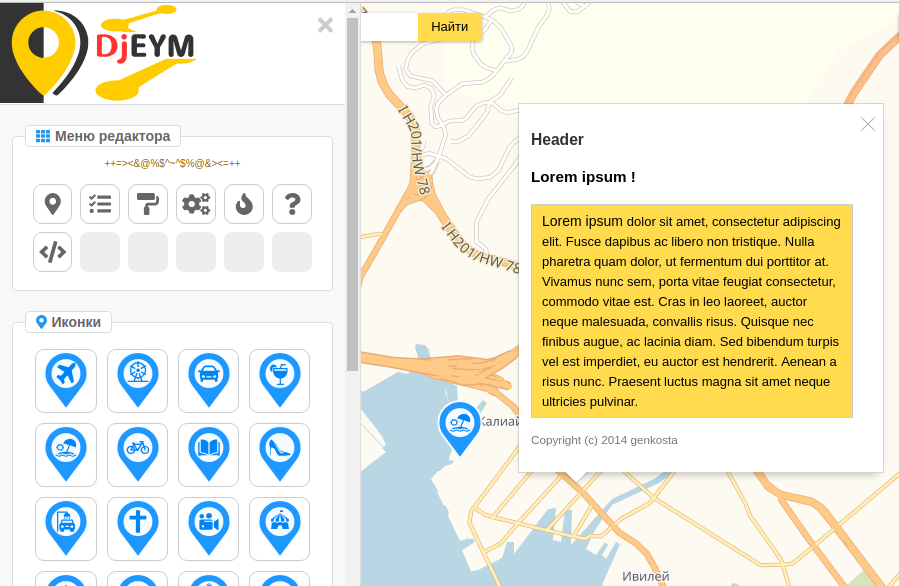 DjEYM
Меню редактора
++=><&@%$^~^$%@&><=++
Иконки
Найти
I H201/HW 78
I H201/HW 78
Header
Lorem ipsum !
Lorem ipsum dolor sit amet, consectetur adipiscing
elit. Fusce dapibus ac libero non tristique. Nulla
pharetra quam dolor, ut fermentum dui porttitor at.
Vivamus nunc sem, porta vitae feugiat consectetur,
commodo vitae est. Cras in leo laoreet, auctor
neque malesuada, convallis risus. Quisque nec
finibus augue, ac lacinia diam. Sed bibendum turpis
vel est imperdiet, eu auctor est hendrerit. Aenean a
risus nunc. Praesent luctus magna sit amet neque
ultricies pulvinar.
Copyright (c) 2014 genkosta
Ивилей